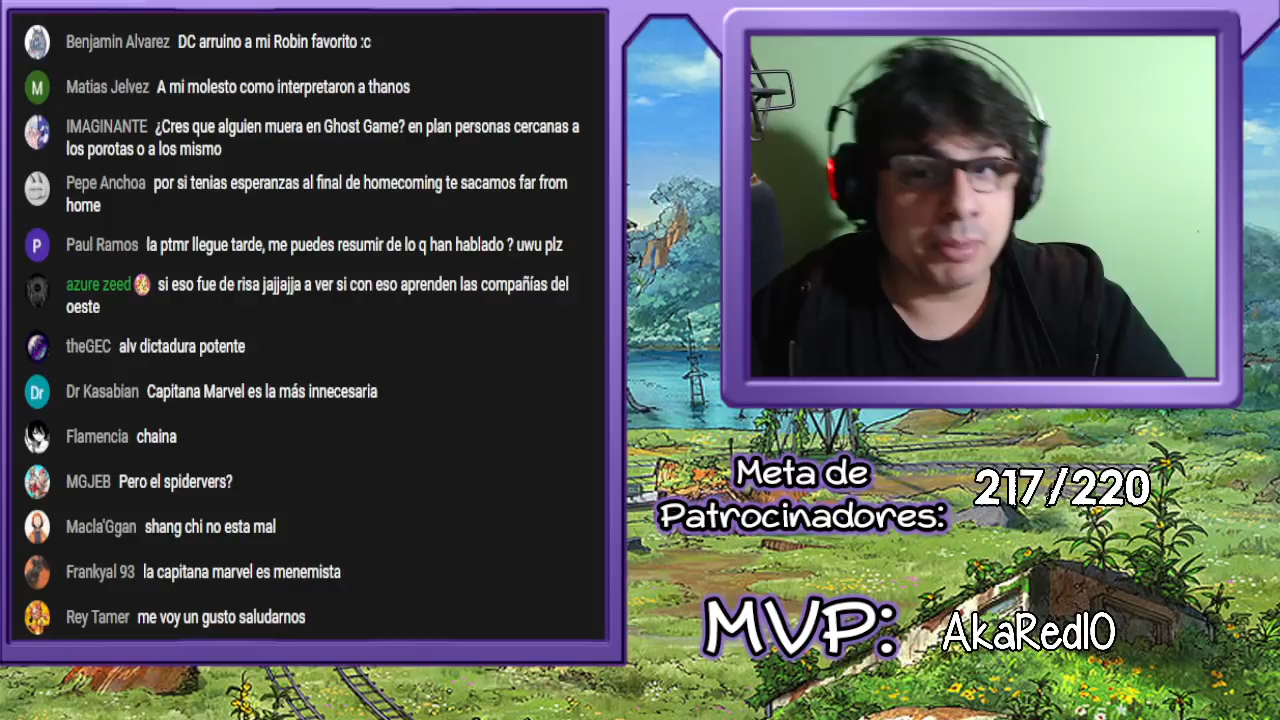 Benjamin Alvarez DC arruino a mi Robin favorito :c
M Matias Jelvez A mi molesto como interpretaron a thanos
IMAGINANTE ¿Cres que alguien muera en Ghost Game? en plan personas cercanas a
los porotas o a los mismo
Pepe Anchoa por si tenias esperanzas al final de homecoming te sacamos far from
home
P Paul Ramos la ptmr llegue tarde, me puedes resumir de lo q han hablado ? uwu plz
azure zeed si eso fue de risa jajjajja a ver si con eso aprenden las compañías del
oeste
theGEC alv dictadura potente
Dr Dr Kasabian Capitana Marvel es la más innecesaria
Flamencia chaina
MGJEB Pero el spidervers?
Macla'Ggan shang chi no esta mal
Frankyal 93 la capitana marvel es menemista
Rey Tamer me voy un gusto saludarnos
Meta de
Patrocinadores:
217/220
MVP:
AkaRed10